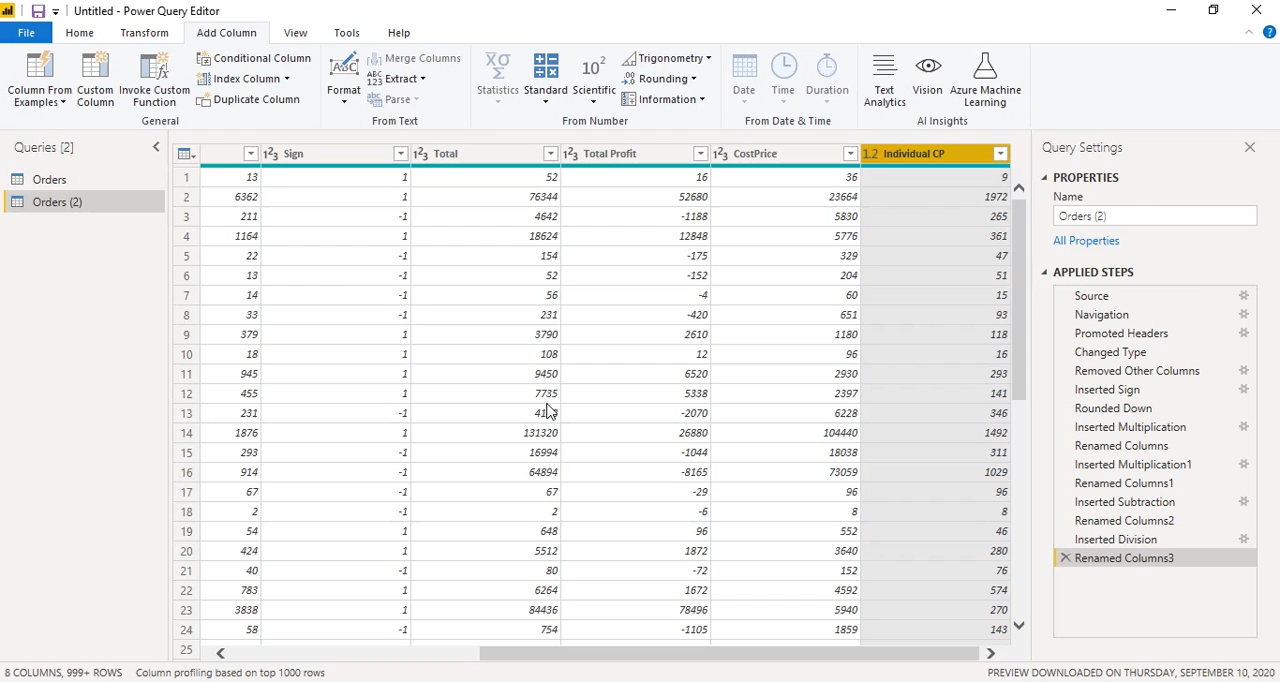 Untitled - Power Query Editor
File Home Transform Add Column View Tools Help
Column From Examples
Custom Column
Invoke Custom Function
Conditional Column
Index Column
Duplicate Column
General
Format
Merge Columns
ABC 123 Extract
abc Parse
From Text
XΣ σ Statistics
Standard
10² Scientific
Trigonometry
Rounding
Information
From Number
Date
Time
Duration
From Date & Time
Text Analytics
Vision
Azure Machine Learning
AI Insights
Queries [2]
Orders
Orders (2)
1²3 Sign 1²3 Total 1²3 Total Profit 1²3 CostPrice 1.2 Individual CP
1 13 1 52 16 36 9
2 6362 1 76344 52680 23664 1972
3 211 -1 4642 -1188 5830 265
4 1164 1 18624 12848 5776 361
5 22 -1 154 -175 329 47
6 13 -1 52 -152 204 51
7 14 -1 56 -4 60 15
8 33 -1 231 -420 651 93
9 379 1 3790 2610 1180 118
10 18 1 108 12 96 16
11 945 1 9450 6520 2930 293
12 455 1 7735 5338 2397 141
13 231 -1 -2070 6228 346
14 1876 1 131320 26880 104440 1492
15 293 -1 16994 -1044 18038 311
16 914 -1 64894 -8165 73059 1029
17 67 -1 67 -29 96 96
18 2 -1 2 -6 8 8
19 54 1 648 96 552 46
20 424 1 5512 1872 3640 280
21 40 -1 80 -72 152 76
22 783 1 6264 1672 4592 574
23 3838 1 84436 78496 5940 270
24 58 -1 754 -1105 1859 143
25
Query Settings
PROPERTIES
Name
Orders (2)
All Properties
APPLIED STEPS
Source
Navigation
Promoted Headers
Changed Type
Removed Other Columns
Inserted Sign
Rounded Down
Inserted Multiplication
Renamed Columns
Inserted Multiplication1
Renamed Columns1
Inserted Subtraction
Renamed Columns2
Inserted Division
Renamed Columns3
8 COLUMNS, 999+ ROWS Column profiling based on top 1000 rows PREVIEW DOWNLOADED ON THURSDAY, SEPTEMBER 10, 2020